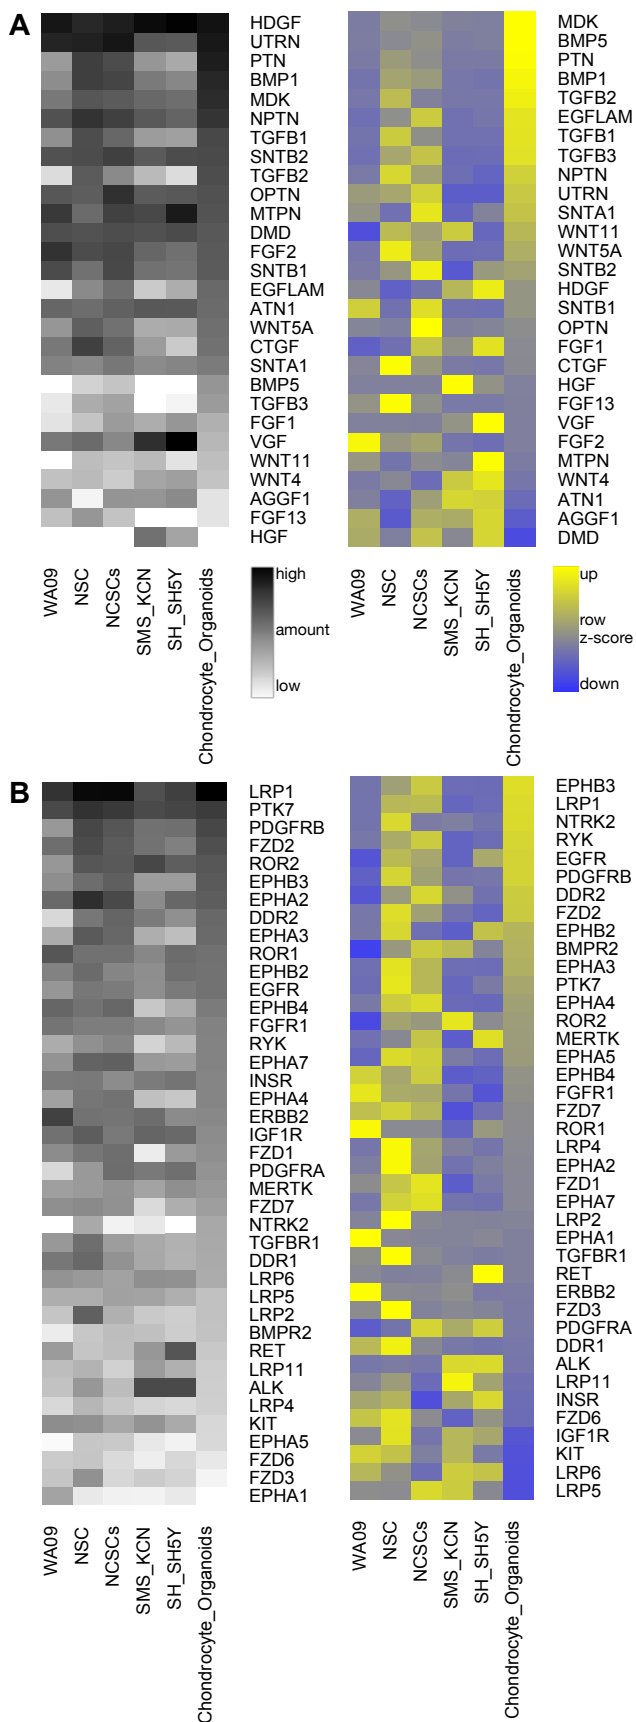 A
HDGF
UTRN
PTN
BMP1
MDK
NPTN
TGFB1
SNTB2
TGFB2
OPTN
MTPN
DMD
FGF2
SNTB1
EGFLAM
ATN1
WNT5A
CTGF
SNTA1
BMP5
TGFB3
FGF1
VGF
WNT11
WNT4
AGGF1
FGF13
HGF
WA09
NSC
NCSCs
SMS_KCN
SH_SH5Y
Chondrocyte_Organoids
high
amount
low
MDK
BMP5
PTN
BMP1
TGFB2
EGFLAM
TGFB1
TGFB3
NPTN
UTRN
SNTA1
WNT11
WNT5A
SNTB2
HDGF
SNTB1
OPTN
FGF1
CTGF
HGF
FGF13
VGF
FGF2
MTPN
WNT4
ATN1
AGGF1
DMD
WA09
NSC
NCSCs
SMS_KCN
SH_SH5Y
Chondrocyte_Organoids
up
row
z-score
down
B
LRP1
PTK7
PDGFRB
FZD2
ROR2
EPHB3
EPHA2
DDR2
EPHA3
ROR1
EPHB2
EGFR
EPHB4
FGFR1
RYK
EPHA7
INSR
EPHA4
ERBB2
IGF1R
FZD1
PDGFRA
MERTK
FZD7
NTRK2
TGFBR1
DDR1
LRP6
LRP5
LRP2
BMPR2
RET
LRP11
ALK
LRP4
KIT
EPHA5
FZD6
FZD3
EPHA1
WA09
NSC
NCSCs
SMS_KCN
SH_SH5Y
Chondrocyte_Organoids
EPHB3
LRP1
NTRK2
RYK
EGFR
PDGFRB
DDR2
FZD2
EPHB2
BMPR2
EPHA3
PTK7
EPHA4
ROR2
MERTK
EPHA5
EPHB4
FGFR1
FZD7
ROR1
LRP4
EPHA2
FZD1
EPHA7
LRP2
EPHA1
TGFBR1
RET
ERBB2
FZD3
PDGFRA
DDR1
ALK
LRP11
INSR
FZD6
IGF1R
KIT
LRP6
LRP5
WA09
NSC
NCSCs
SMS_KCN
SH_SH5Y
Chondrocyte_Organoids